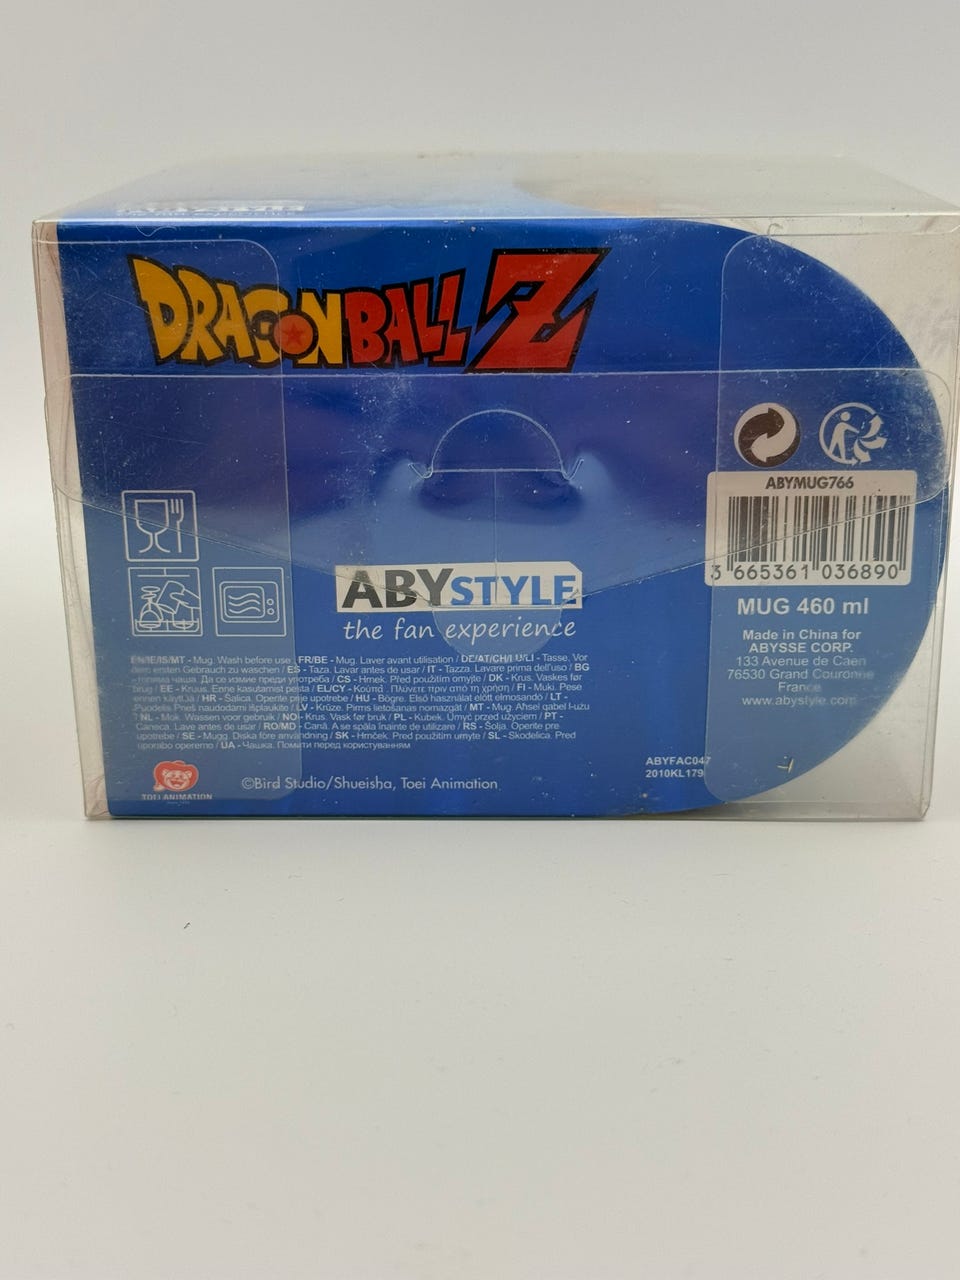 DRAGON BALL Z
ABYMUG766
3 665361 036890
MUG 460 ml
Made in China for
ABYSSE CORP.
133 Avenue de Caen
76530 Grand Couronne
France
www.abystyle.com
ABYSTYLE
the fan experience
EN/IE/IS/MT - Mug. Wash before use / FR/BE - Mug. Laver avant utilisation / DE/AT/CH/LU/LI - Tasse. Vor
dem ersten Gebrauch zu waschen / ES - Taza. Lavar antes de usar / IT - Tazza. Lavare prima dell'uso / BG
- голяма чаша. Да се измие преди употреба / CS - Hrnek. Před použitím omyjte / DK - Krus. Vaskes før
brug / EE - Kruus. Enne kasutamist pesta / EL/CY - Κούπα. Πλύνετε πριν από τη χρήση / FI - Muki. Pese
ennen käyttöä / HR - Šalica. Operite prije upotrebe / HU - Bögre. Első használat előtt elmosandó / LT -
Puodelis Prieš naudodami išplaukite / LV - Krūze. Pirms lietošanas nomazgāt / MT - Mug. Aħsel qabel l-użu
/ NL - Mok. Wassen voor gebruik / NO - Krus. Vask før bruk / PL - Kubek. Umyć przed użyciem / PT -
Caneca. Lave antes de usar / RO/MD - Cană. A se spăla înainte de utilizare / RS - Šolja. Operite pre
upotrebe / SE - Mugg. Diska före användning / SK - Hrnček. Pred použitím umyte / SL - Skodelica. Pred
uporabo operemo / UA - Чашка. Помити перед користуванням
TOEI ANIMATION
©Bird Studio/Shueisha, Toei Animation
ABYFAC047
2010KL179